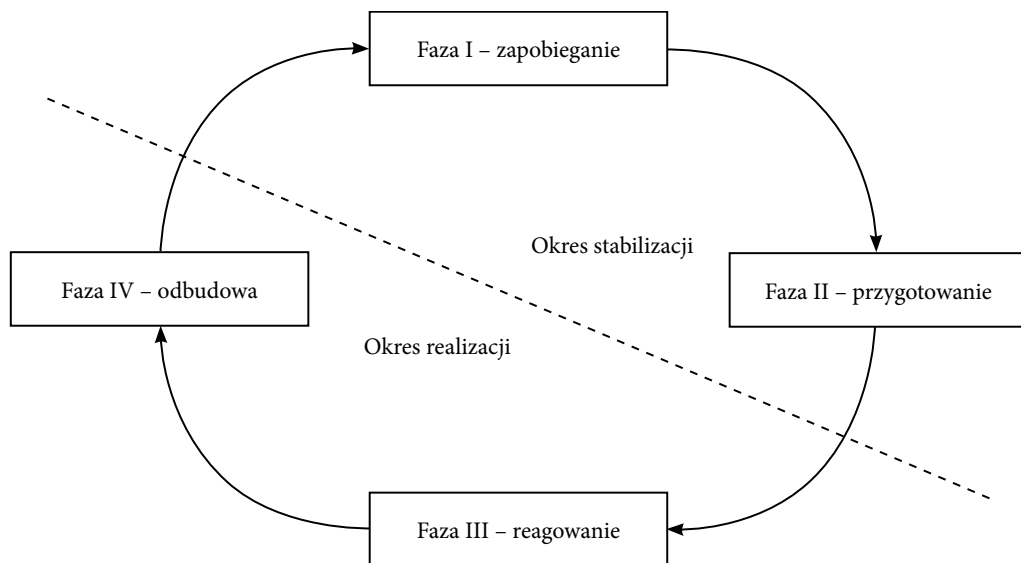 Faza I – zapobieganie
Okres stabilizacji
Faza IV – odbudowa
Faza II – przygotowanie
Okres realizacji
Faza III – reagowanie